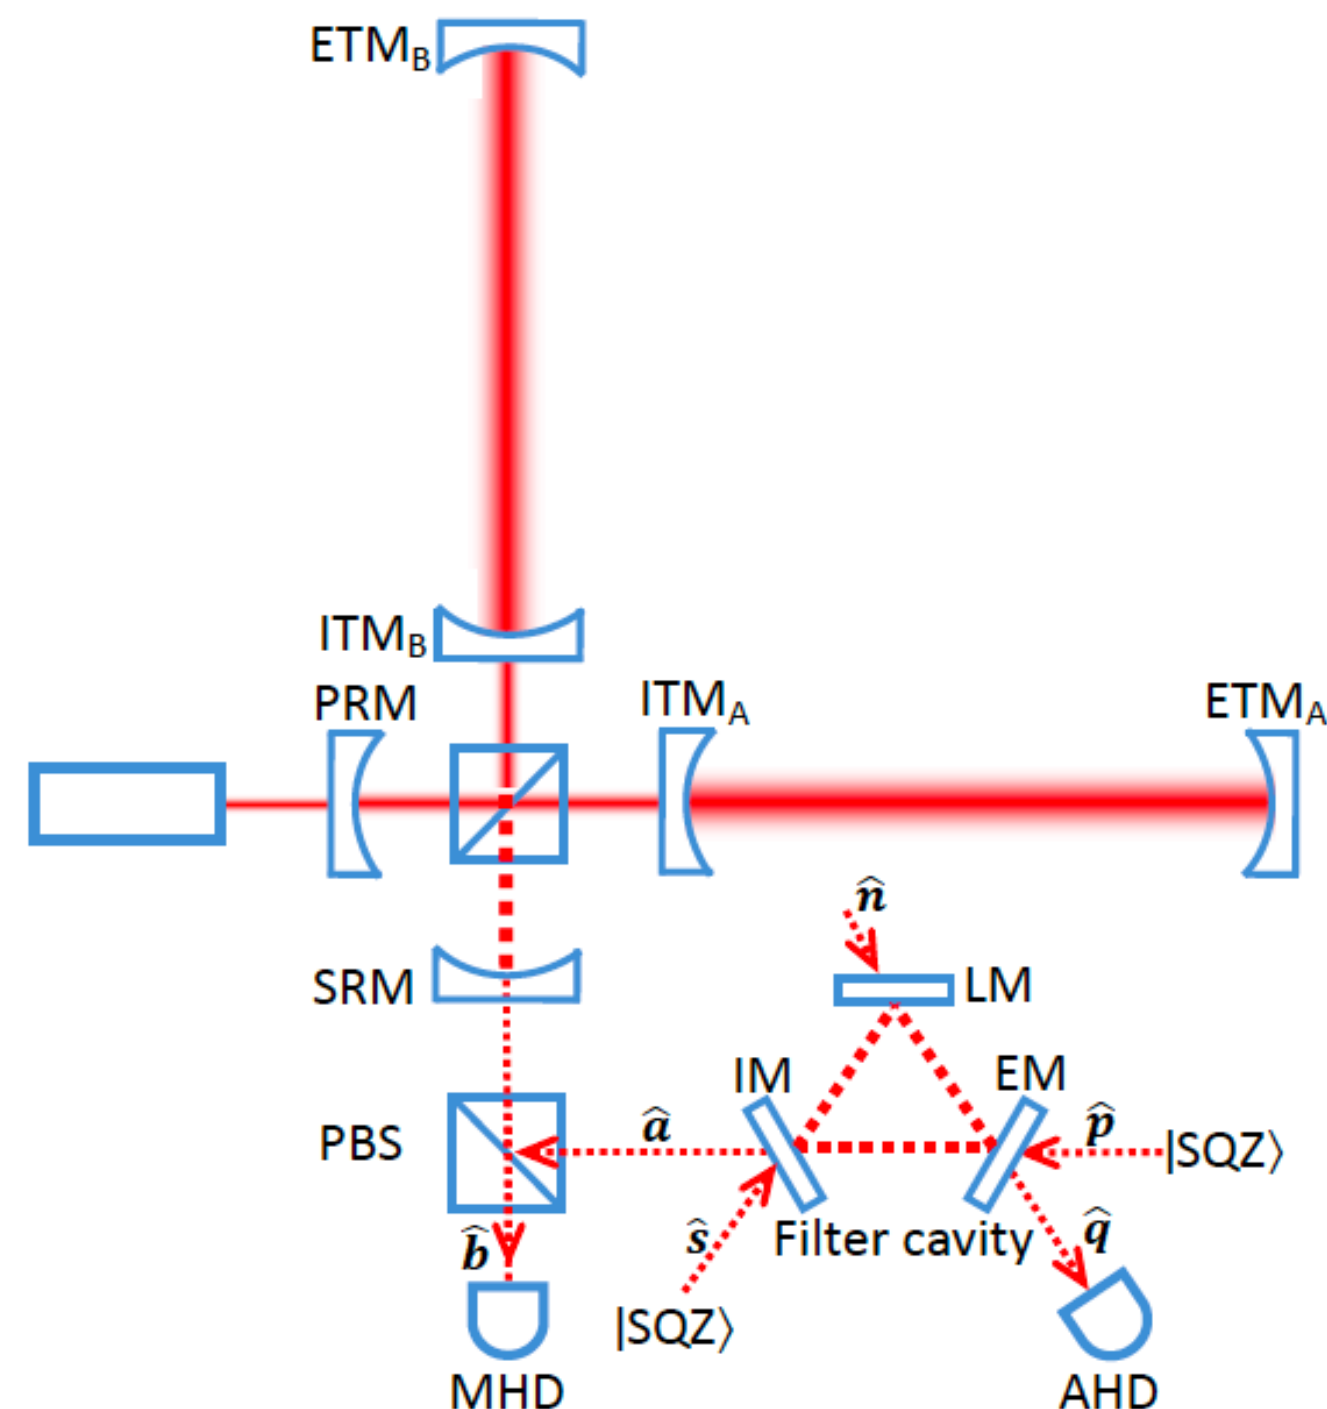 ETM_B
ITM_B
PRM
ITM_A
ETM_A
n̂
SRM
LM
IM
EM
PBS
â
p̂
|SQZ⟩
ŝ
Filter cavity
q̂
b̂
|SQZ⟩
MHD
AHD